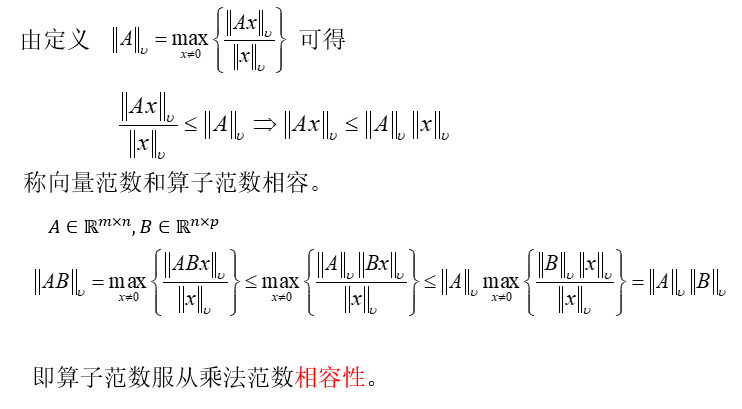 由定义 $\|A\|_\upsilon = \max_{x \neq 0} \left\{ \frac{\|Ax\|_\upsilon}{\|x\|_\upsilon} \right\}$ 可得
$\frac{\|Ax\|_\upsilon}{\|x\|_\upsilon} \leq \|A\|_\upsilon \Rightarrow \|Ax\|_\upsilon \leq \|A\|_\upsilon \|x\|_\upsilon$
称向量范数和算子范数相容。
$A \in \mathbb{R}^{m \times n}, B \in \mathbb{R}^{n \times p}$
$\|AB\|_\upsilon = \max_{x \neq 0} \left\{ \frac{\|ABx\|_\upsilon}{\|x\|_\upsilon} \right\} \leq \max_{x \neq 0} \left\{ \frac{\|A\|_\upsilon \|Bx\|_\upsilon}{\|x\|_\upsilon} \right\} \leq \|A\|_\upsilon \max_{x \neq 0} \left\{ \frac{\|B\|_\upsilon \|x\|_\upsilon}{\|x\|_\upsilon} \right\} = \|A\|_\upsilon \|B\|_\upsilon$
即算子范数服从乘法范数相容性。